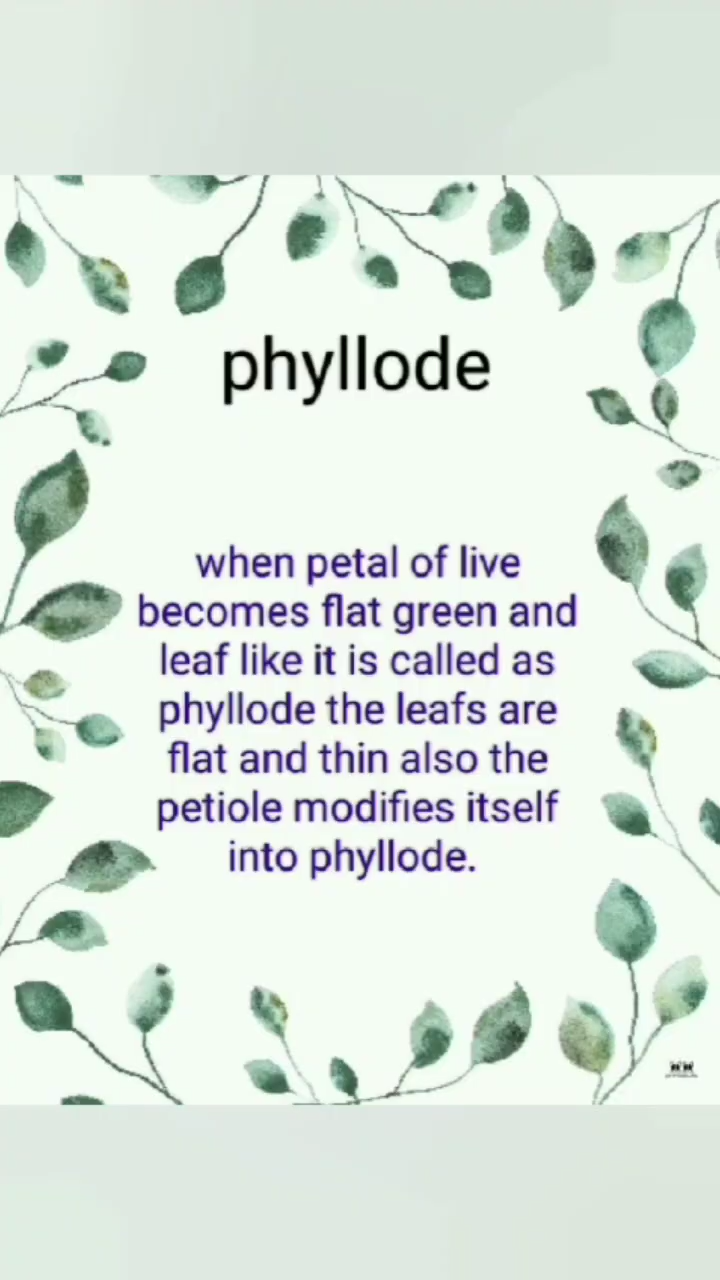 phyllode
when petal of live
becomes flat green and
leaf like it is called as
phyllode the leafs are
flat and thin also the
petiole modifies itself
into phyllode.